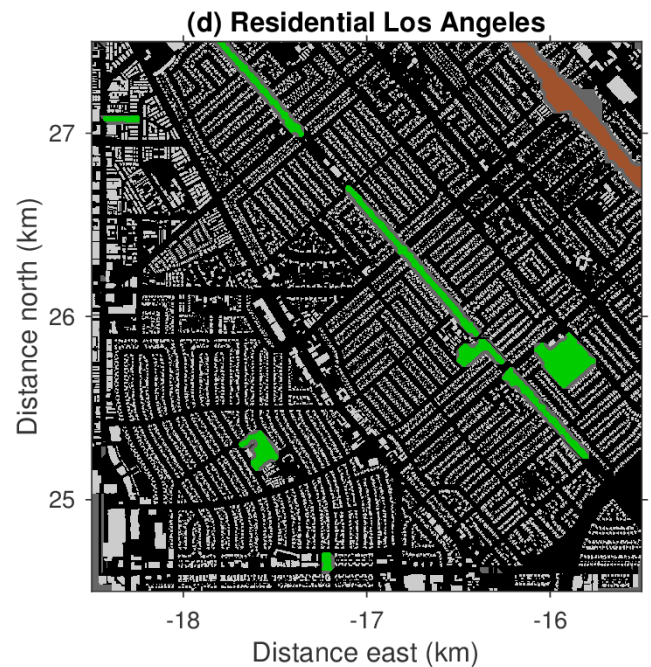 (d) Residential Los Angeles
Distance north (km)
27
26
25
-18
-17
-16
Distance east (km)